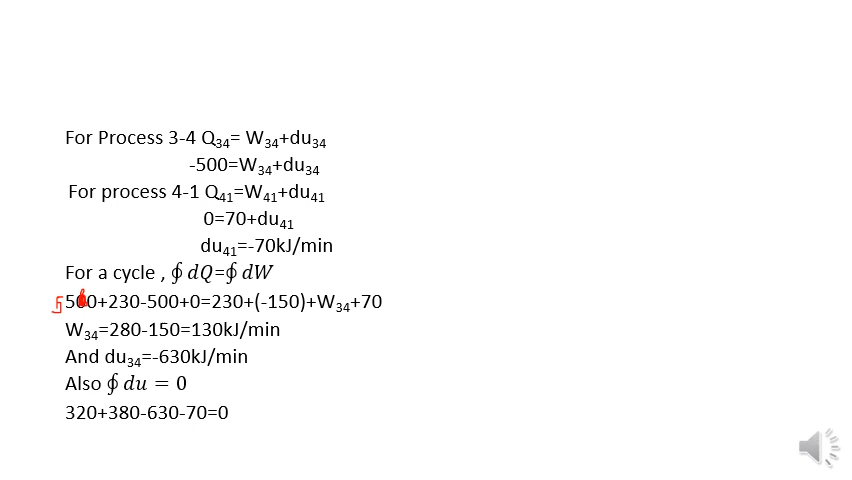 For Process 3-4 Q₃₄= W₃₄+du₃₄
-500=W₃₄+du₃₄
For process 4-1 Q₄₁=W₄₁+du₄₁
0=70+du₄₁
du₄₁=-70kJ/min
For a cycle , ∮ dQ=∮ dW
5500+230-500+0=230+(-150)+W₃₄+70
W₃₄=280-150=130kJ/min
And du₃₄=-630kJ/min
Also ∮ du = 0
320+380-630-70=0